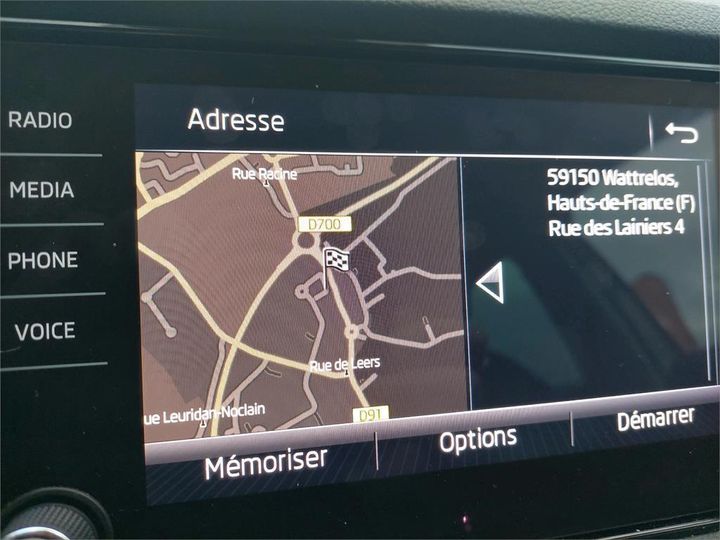 RADIO
MEDIA
PHONE
VOICE
Adresse
Rue Racine
D700
Rue de Leers
ue Leuridan-Noclain
D91
59150 Wattrelos,
Hauts-de-France (F)
Rue des Lainiers 4
Mémoriser
Options
Démarrer